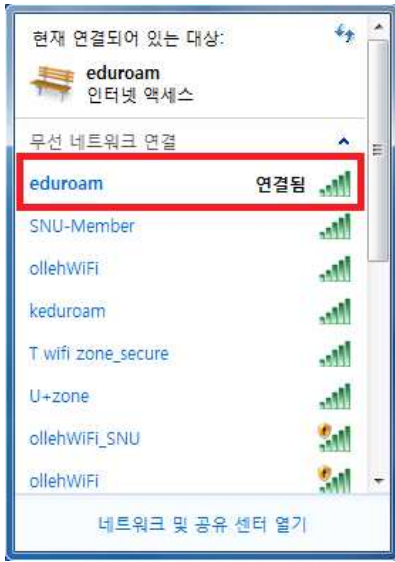 현재 연결되어 있는 대상:
eduroam
인터넷 액세스
무선 네트워크 연결
eduroam 연결됨
SNU-Member
ollehWiFi
keduroam
T wifi zone_secure
U+zone
ollehWiFi_SNU
ollehWiFi
네트워크 및 공유 센터 열기